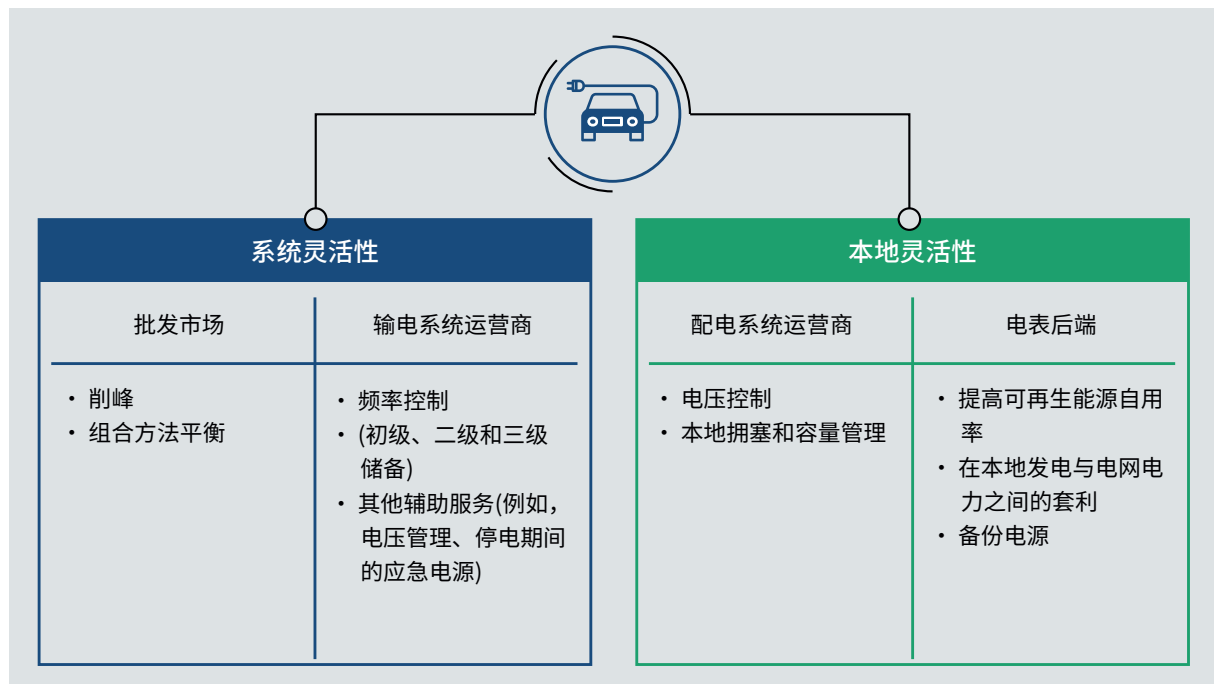 系统灵活性
批发市场
• 削峰
• 组合方法平衡
输电系统运营商
• 频率控制
• (初级、二级和三级
储备)
• 其他辅助服务(例如，
电压管理、停电期间
的应急电源)
本地灵活性
配电系统运营商
• 电压控制
• 本地拥塞和容量管理
电表后端
• 提高可再生能源自用
率
• 在本地发电与电网电
力之间的套利
• 备份电源